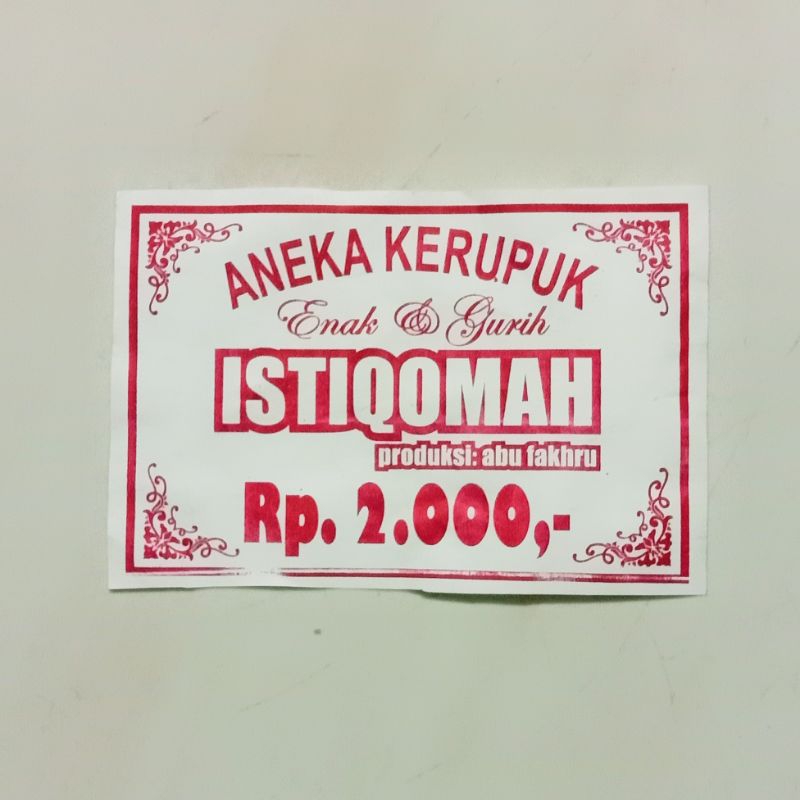 ANEKA KERUPUK
Enak & Gurih
ISTIQOMAH
produksi: abu fakhru
Rp. 2.000,-